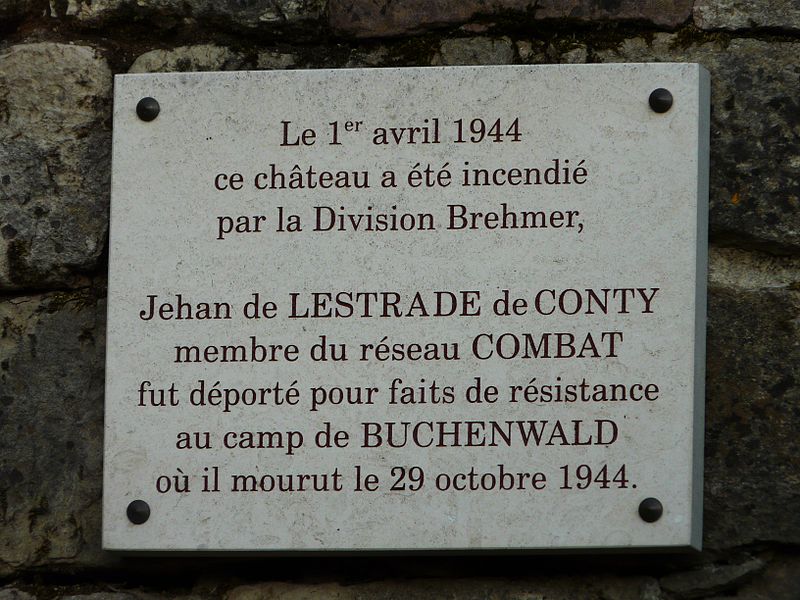 Le 1er avril 1944
ce château a été incendié
par la Division Brehmer,
Jehan de LESTRADE de CONTY
membre du réseau COMBAT
fut déporté pour faits de résistance
au camp de BUCHENWALD
où il mourut le 29 octobre 1944.